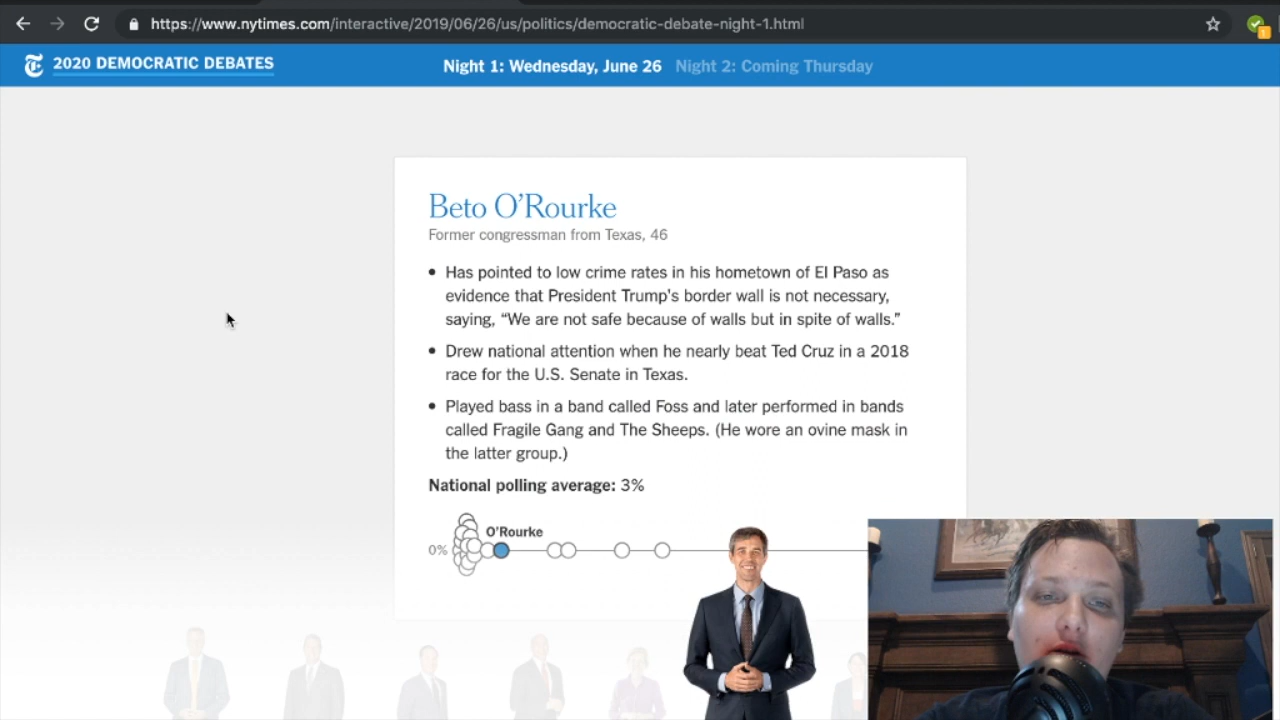 https://www.nytimes.com/interactive/2019/06/26/us/politics/democratic-debate-night-1.html
2020 DEMOCRATIC DEBATES
Night 1: Wednesday, June 26 Night 2: Coming Thursday
Beto O’Rourke
Former congressman from Texas, 46
• Has pointed to low crime rates in his hometown of El Paso as
evidence that President Trump's border wall is not necessary,
saying, “We are not safe because of walls but in spite of walls.”
• Drew national attention when he nearly beat Ted Cruz in a 2018
race for the U.S. Senate in Texas.
• Played bass in a band called Foss and later performed in bands
called Fragile Gang and The Sheeps. (He wore an ovine mask in
the latter group.)
National polling average: 3%
O’Rourke
0%